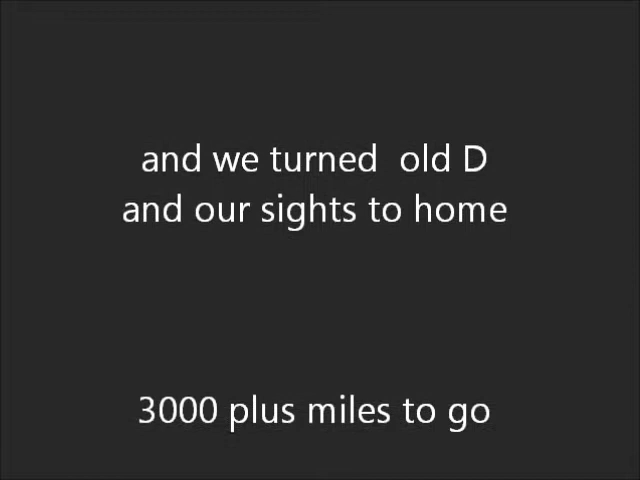 and we turned  old D
and our sights to home
3000 plus miles to go